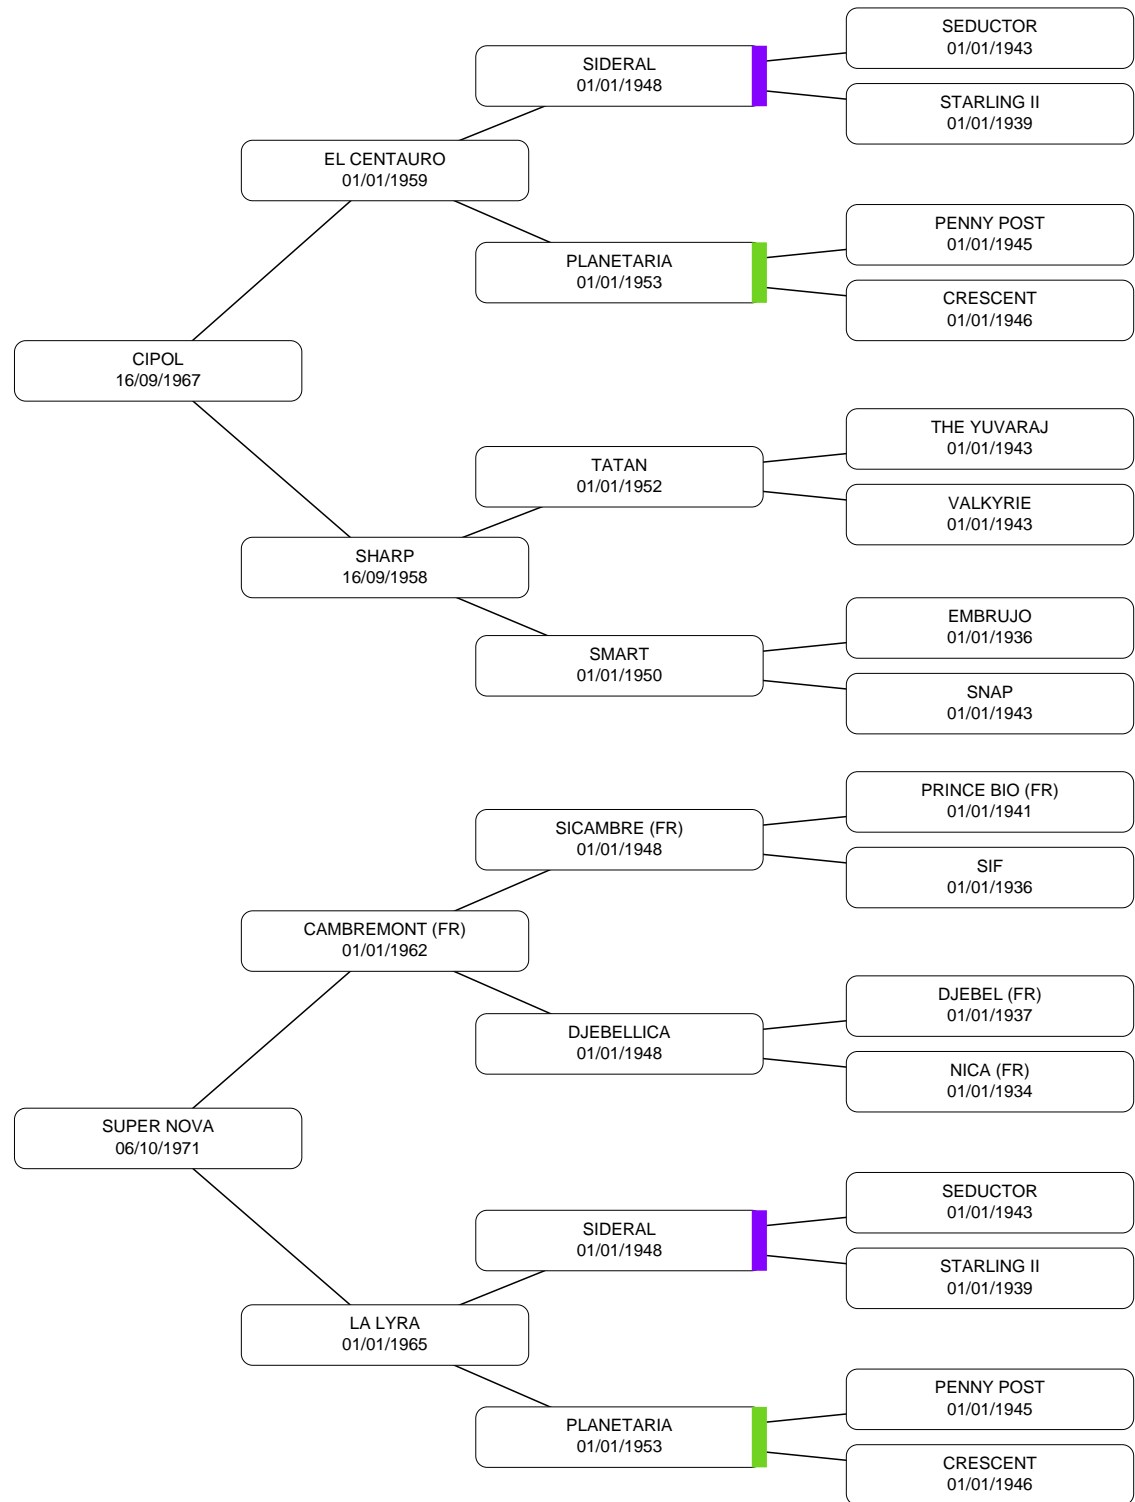 SEDUCTOR
01/01/1943
SIDERAL
01/01/1948
STARLING II
01/01/1939
EL CENTAURO
01/01/1959
PENNY POST
01/01/1945
PLANETARIA
01/01/1953
CRESCENT
01/01/1946
CIPOL
16/09/1967
THE YUVARAJ
01/01/1943
TATAN
01/01/1952
VALKYRIE
01/01/1943
SHARP
16/09/1958
EMBRUJO
01/01/1936
SMART
01/01/1950
SNAP
01/01/1943
PRINCE BIO (FR)
01/01/1941
SICAMBRE (FR)
01/01/1948
SIF
01/01/1936
CAMBREMONT (FR)
01/01/1962
DJEBEL (FR)
01/01/1937
DJEBELLICA
01/01/1948
NICA (FR)
01/01/1934
SUPER NOVA
06/10/1971
SEDUCTOR
01/01/1943
SIDERAL
01/01/1948
STARLING II
01/01/1939
LA LYRA
01/01/1965
PENNY POST
01/01/1945
PLANETARIA
01/01/1953
CRESCENT
01/01/1946